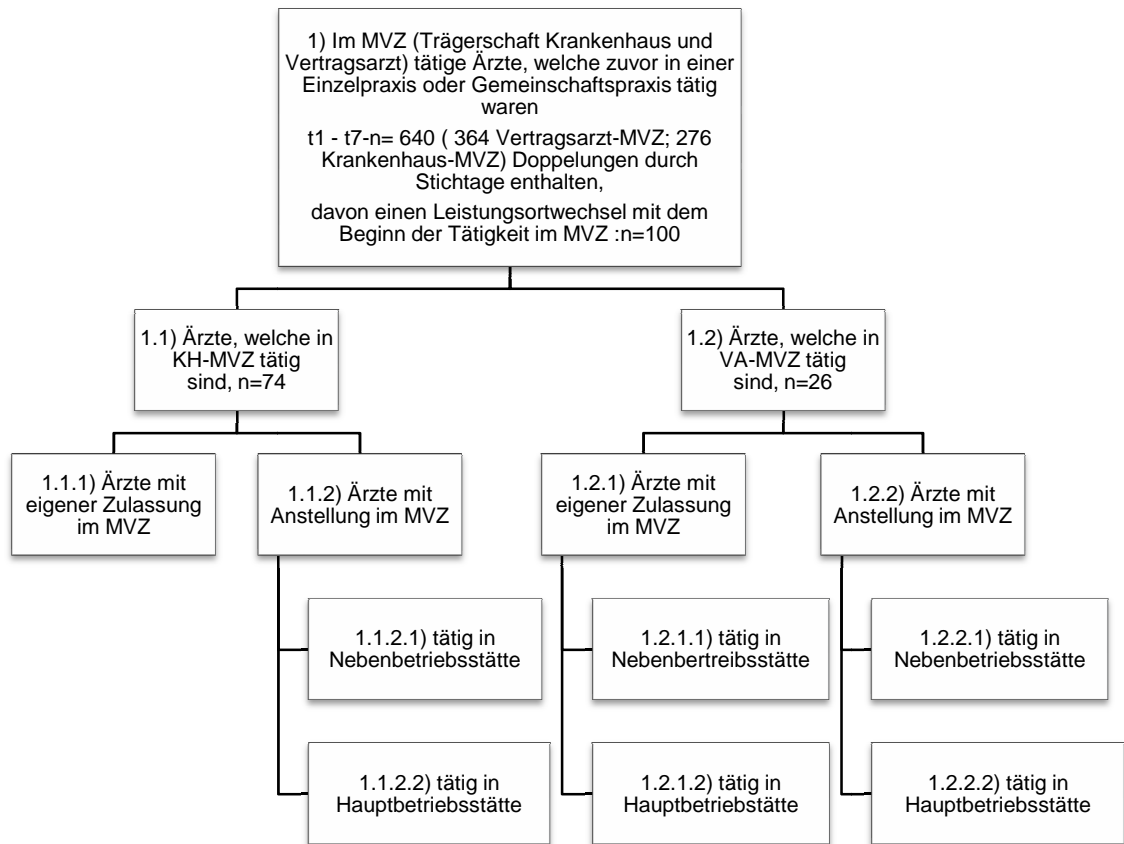 1) Im MVZ (Trägerschaft Krankenhaus und
Vertragsarzt) tätige Ärzte, welche zuvor in einer
Einzelpraxis oder Gemeinschaftspraxis tätig
waren
t1 - t7-n= 640 ( 364 Vertragsarzt-MVZ; 276
Krankenhaus-MVZ) Doppelungen durch
Stichtage enthalten,
davon einen Leistungsortwechsel mit dem
Beginn der Tätigkeit im MVZ :n=100
1.1) Ärzte, welche in
KH-MVZ tätig
sind, n=74
1.2) Ärzte, welche in
VA-MVZ tätig
sind, n=26
1.1.1) Ärzte mit
eigener Zulassung
im MVZ
1.1.2) Ärzte mit
Anstellung im MVZ
1.2.1) Ärzte mit
eigener Zulassung
im MVZ
1.2.2) Ärzte mit
Anstellung im MVZ
1.1.2.1) tätig in
Nebenbetriebsstätte
1.2.1.1) tätig in
Nebenbertreibsstätte
1.2.2.1) tätig in
Nebenbetriebsstätte
1.1.2.2) tätig in
Hauptbetriebsstätte
1.2.1.2) tätig in
Hauptbetriebsstätte
1.2.2.2) tätig in
Hauptbetriebsstätte